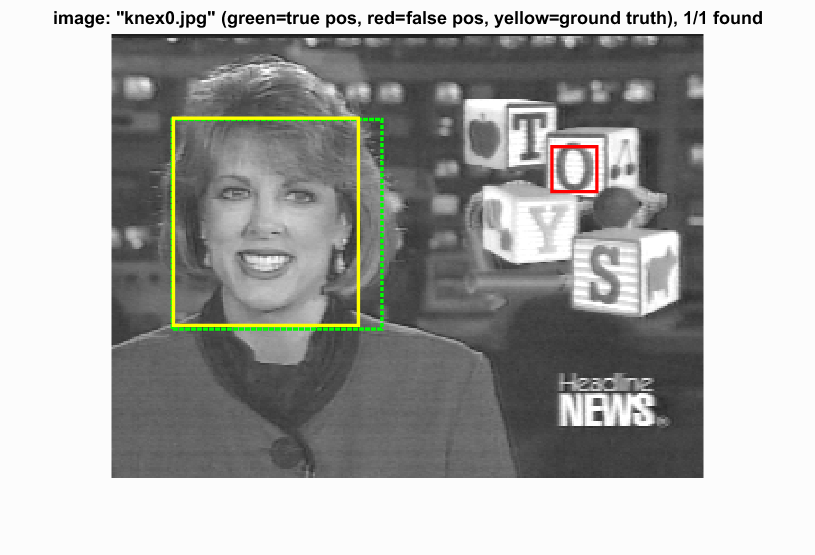 image: "knex0.jpg" (green=true pos, red=false pos, yellow=ground truth), 1/1 found
T
O
Y
S
Headline
NEWS®